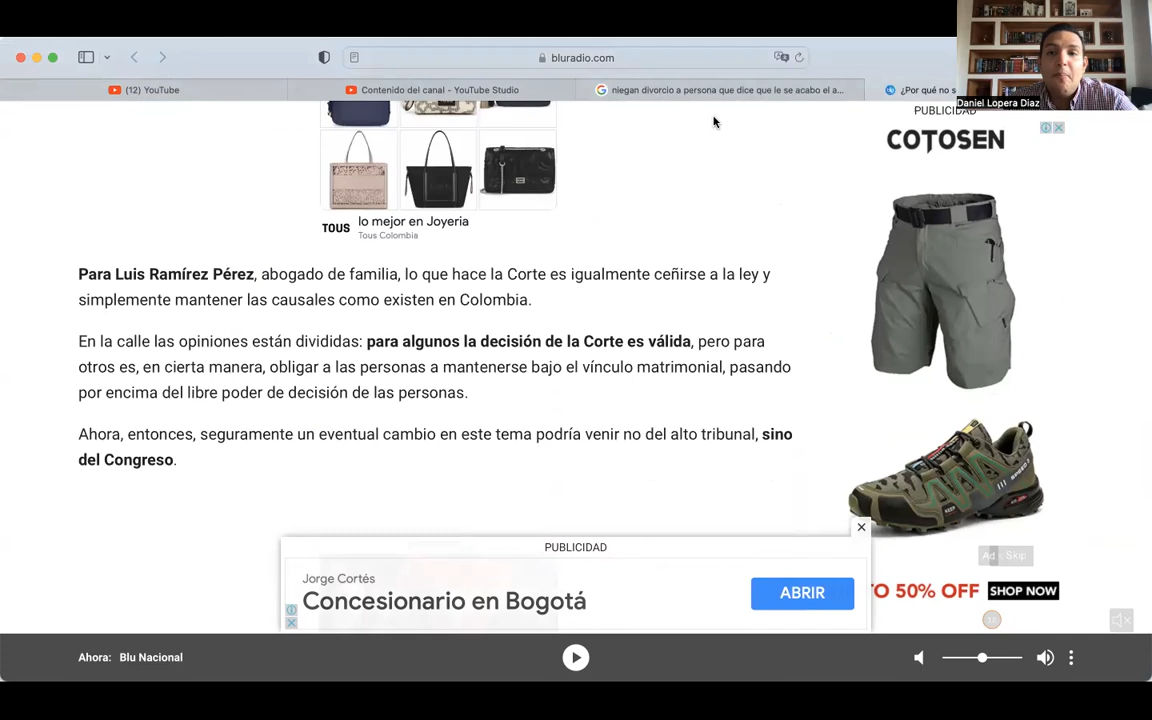 bluradio.com
(12) YouTube
Contenido del canal - YouTube Studio
niegan divorcio a persona que dice que le se acabo el a...
¿Por qué no s
Daniel Lopera Diaz
PUBLICIDAD
COTOSEN
TOUS
lo mejor en Joyería
Tous Colombia
Para Luis Ramírez Pérez, abogado de familia, lo que hace la Corte es igualmente ceñirse a la ley y
simplemente mantener las causales como existen en Colombia.
En la calle las opiniones están divididas: para algunos la decisión de la Corte es válida, pero para
otros es, en cierta manera, obligar a las personas a mantenerse bajo el vínculo matrimonial, pasando
por encima del libre poder de decisión de las personas.
Ahora, entonces, seguramente un eventual cambio en este tema podría venir no del alto tribunal, sino
del Congreso.
Ad Skip
TO 50% OFF SHOP NOW
PUBLICIDAD
Jorge Cortés
Concesionario en Bogotá
ABRIR
Ahora: Blu Nacional